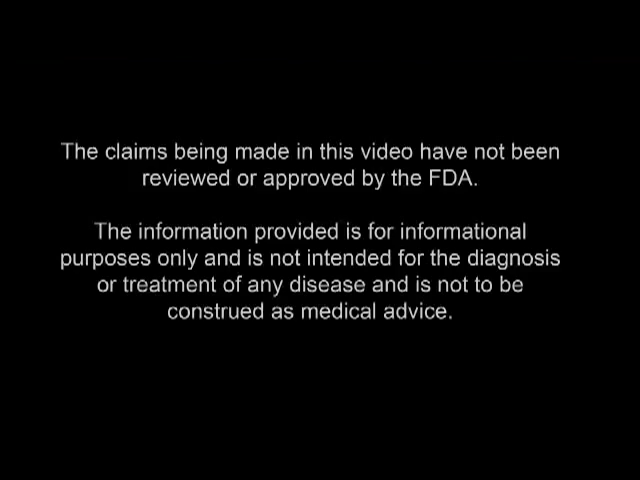 The claims being made in this video have not been
reviewed or approved by the FDA.
The information provided is for informational
purposes only and is not intended for the diagnosis
or treatment of any disease and is not to be
construed as medical advice.